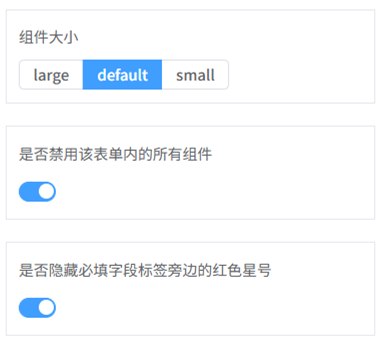 组件大小
large default small
是否禁用该表单内的所有组件
是否隐藏必填字段标签旁边的红色星号